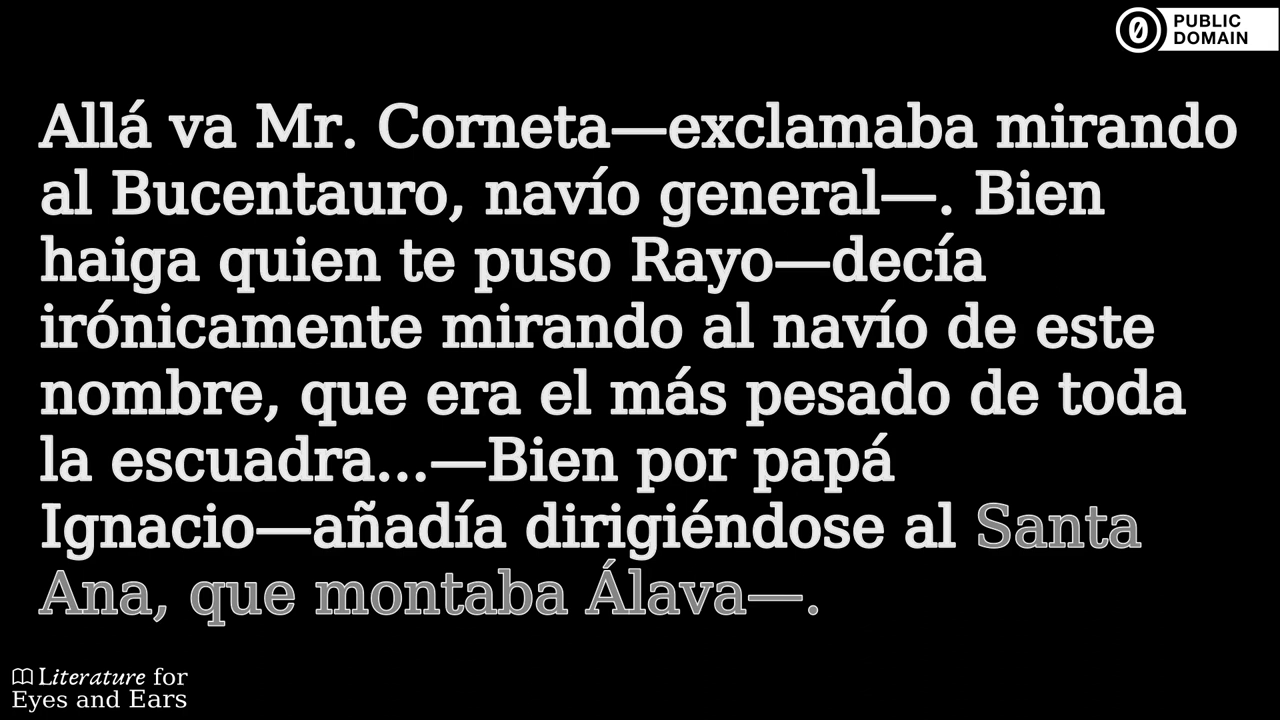 PUBLIC
DOMAIN
Allá va Mr. Corneta—exclamaba mirando
al Bucentauro, navío general—. Bien
haiga quien te puso Rayo—decía
irónicamente mirando al navío de este
nombre, que era el más pesado de toda
la escuadra...—Bien por papá
Ignacio—añadía dirigiéndose al Santa
Ana, que montaba Álava—.
Literature for
Eyes and Ears